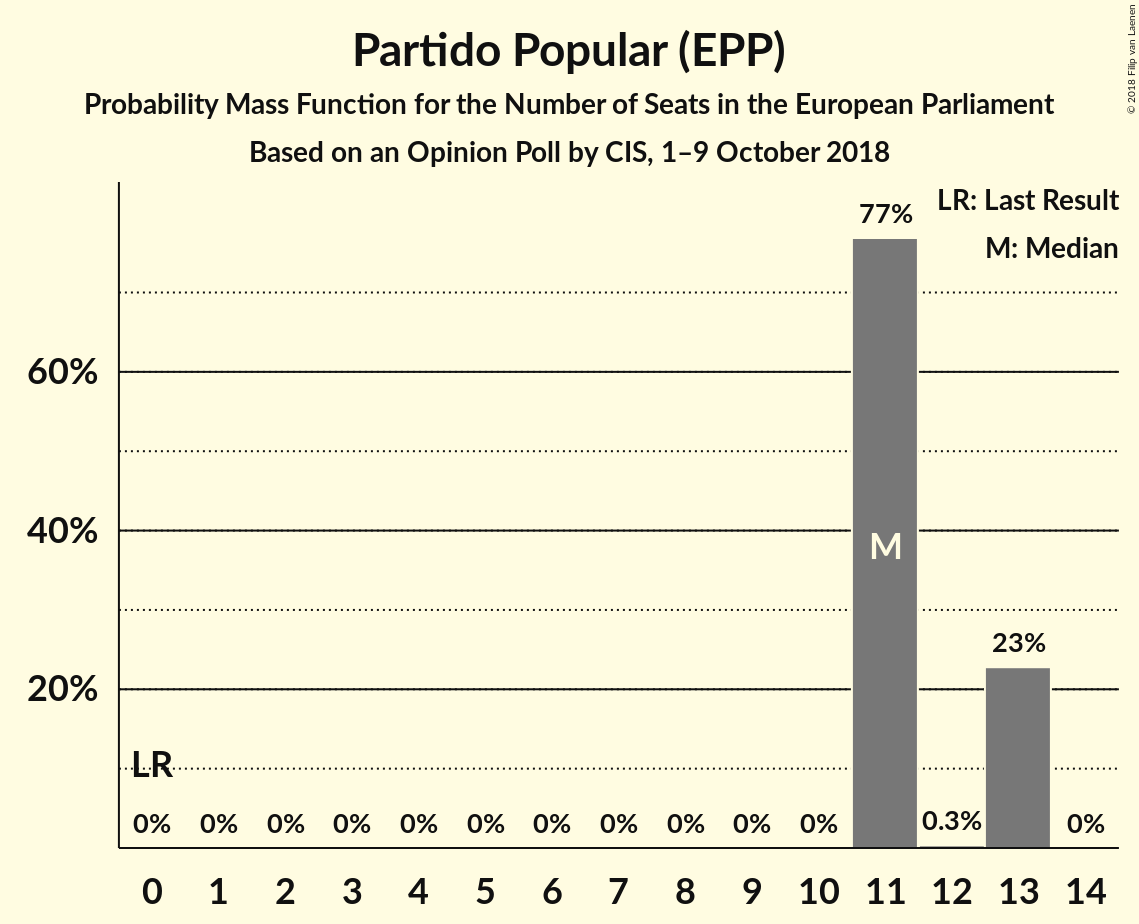 Partido Popular (EPP)
Probability Mass Function for the Number of Seats in the European Parliament
Based on an Opinion Poll by CIS, 1–9 October 2018
© 2018 Filip van Laenen
LR: Last Result
M: Median
77%
60%
40%
M
23%
20%
LR
0% 0% 0% 0% 0% 0% 0% 0% 0% 0% 0% 0.3% 0%
0 1 2 3 4 5 6 7 8 9 10 11 12 13 14